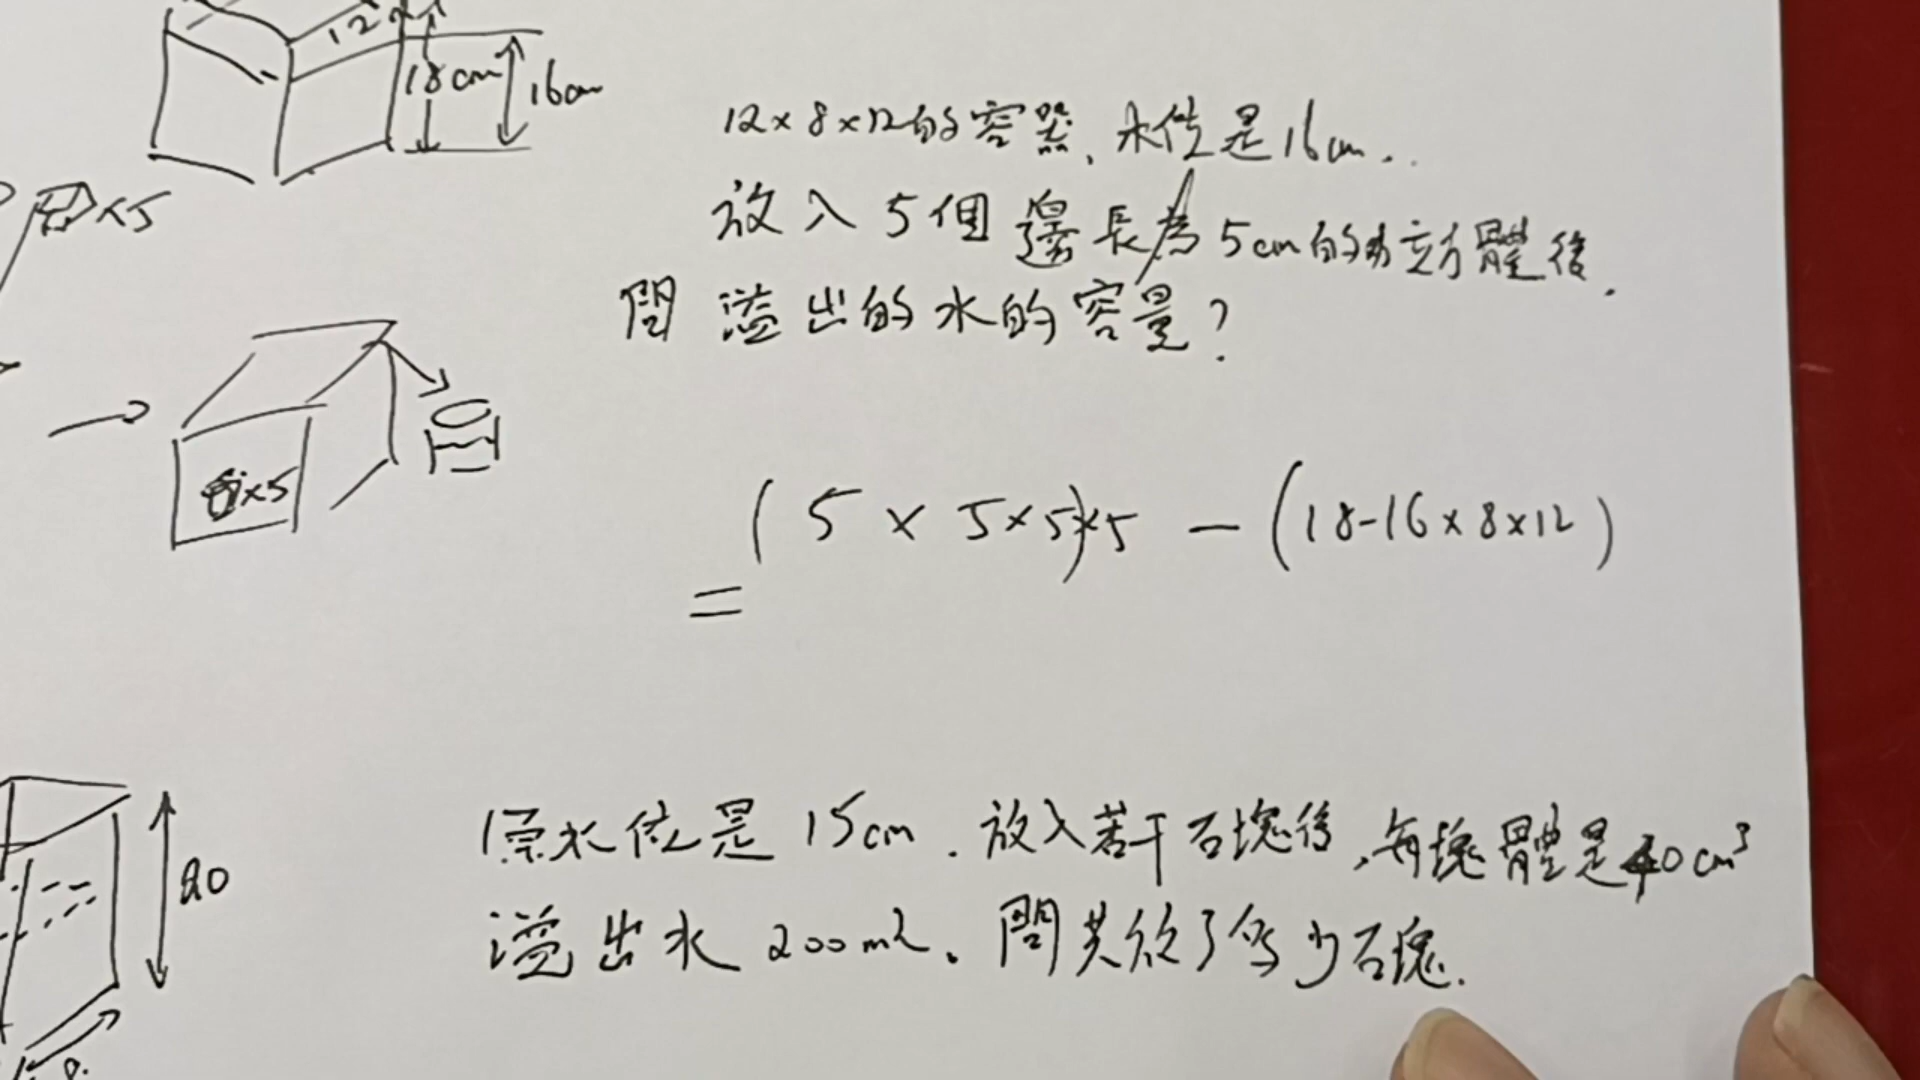 12
18cm
16cm
12×8×12的容器,水位是16cm.
放入5個邊長為5cm的立方體後.
×5
問溢出的水的容量?
×5
(5×5×5)×5-(18-16×8×12)
=
原水位是15cm.放入若干石塊後,每塊體是40cm³
20
溢出水200mL.問共放了多少石塊.
8.